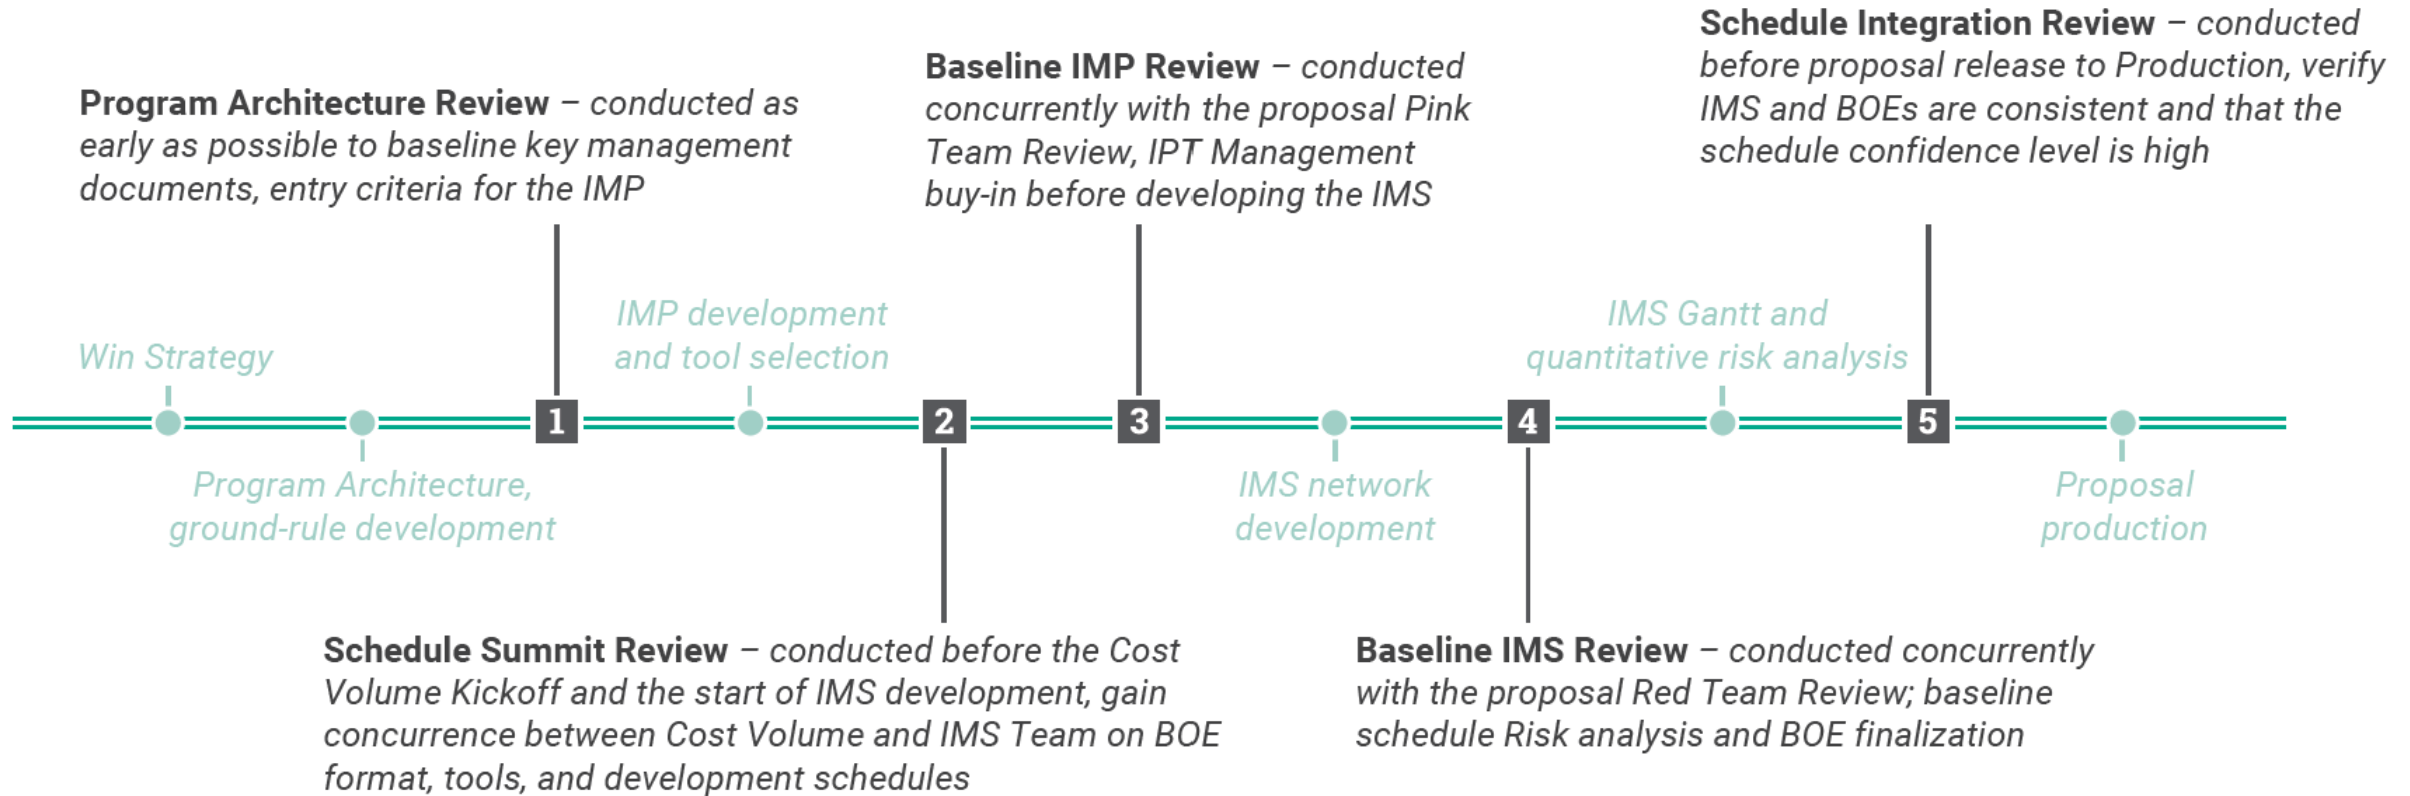 Program Architecture Review – conducted as
early as possible to baseline key management
documents, entry criteria for the IMP
Baseline IMP Review – conducted
concurrently with the proposal Pink
Team Review, IPT Management
buy-in before developing the IMS
Schedule Integration Review – conducted
before proposal release to Production, verify
IMS and BOEs are consistent and that the
schedule confidence level is high
Win Strategy
IMP development
and tool selection
IMS Gantt and
quantitative risk analysis
1
2
3
4
5
Program Architecture,
ground-rule development
IMS network
development
Proposal
production
Schedule Summit Review – conducted before the Cost
Volume Kickoff and the start of IMS development, gain
concurrence between Cost Volume and IMS Team on BOE
format, tools, and development schedules
Baseline IMS Review – conducted concurrently
with the proposal Red Team Review; baseline
schedule Risk analysis and BOE finalization